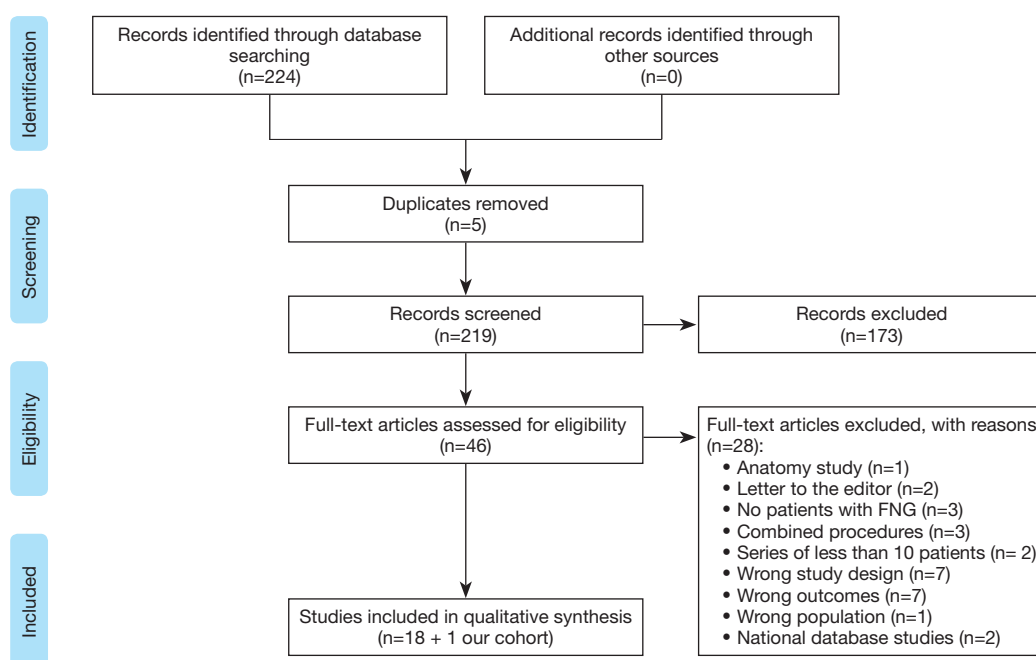 Identification
Records identified through database
searching
(n=224)
Additional records identified through
other sources
(n=0)
Screening
Duplicates removed
(n=5)
Records screened
(n=219)
Records excluded
(n=173)
Eligibility
Full-text articles assessed for eligibility
(n=46)
Full-text articles excluded, with reasons
(n=28):
• Anatomy study (n=1)
• Letter to the editor (n=2)
• No patients with FNG (n=3)
• Combined procedures (n=3)
• Series of less than 10 patients (n= 2)
• Wrong study design (n=7)
• Wrong outcomes (n=7)
• Wrong population (n=1)
• National database studies (n=2)
Included
Studies included in qualitative synthesis
(n=18 + 1 our cohort)